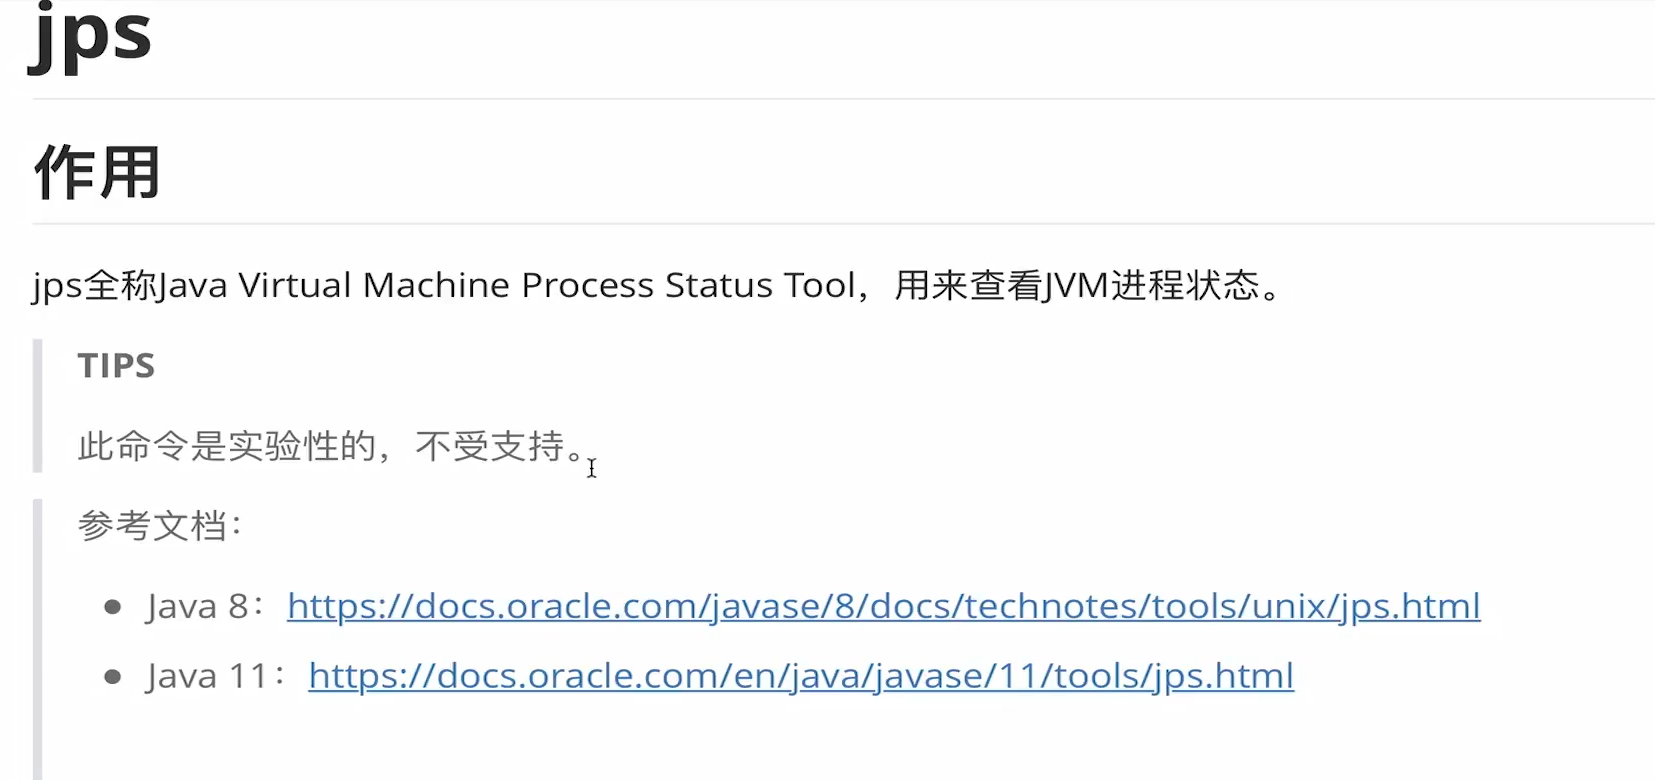 jps
作用
jps全称Java Virtual Machine Process Status Tool，用来查看JVM进程状态。
TIPS
此命令是实验性的，不受支持。
参考文档：
● Java 8：https://docs.oracle.com/javase/8/docs/technotes/tools/unix/jps.html
● Java 11：https://docs.oracle.com/en/java/javase/11/tools/jps.html